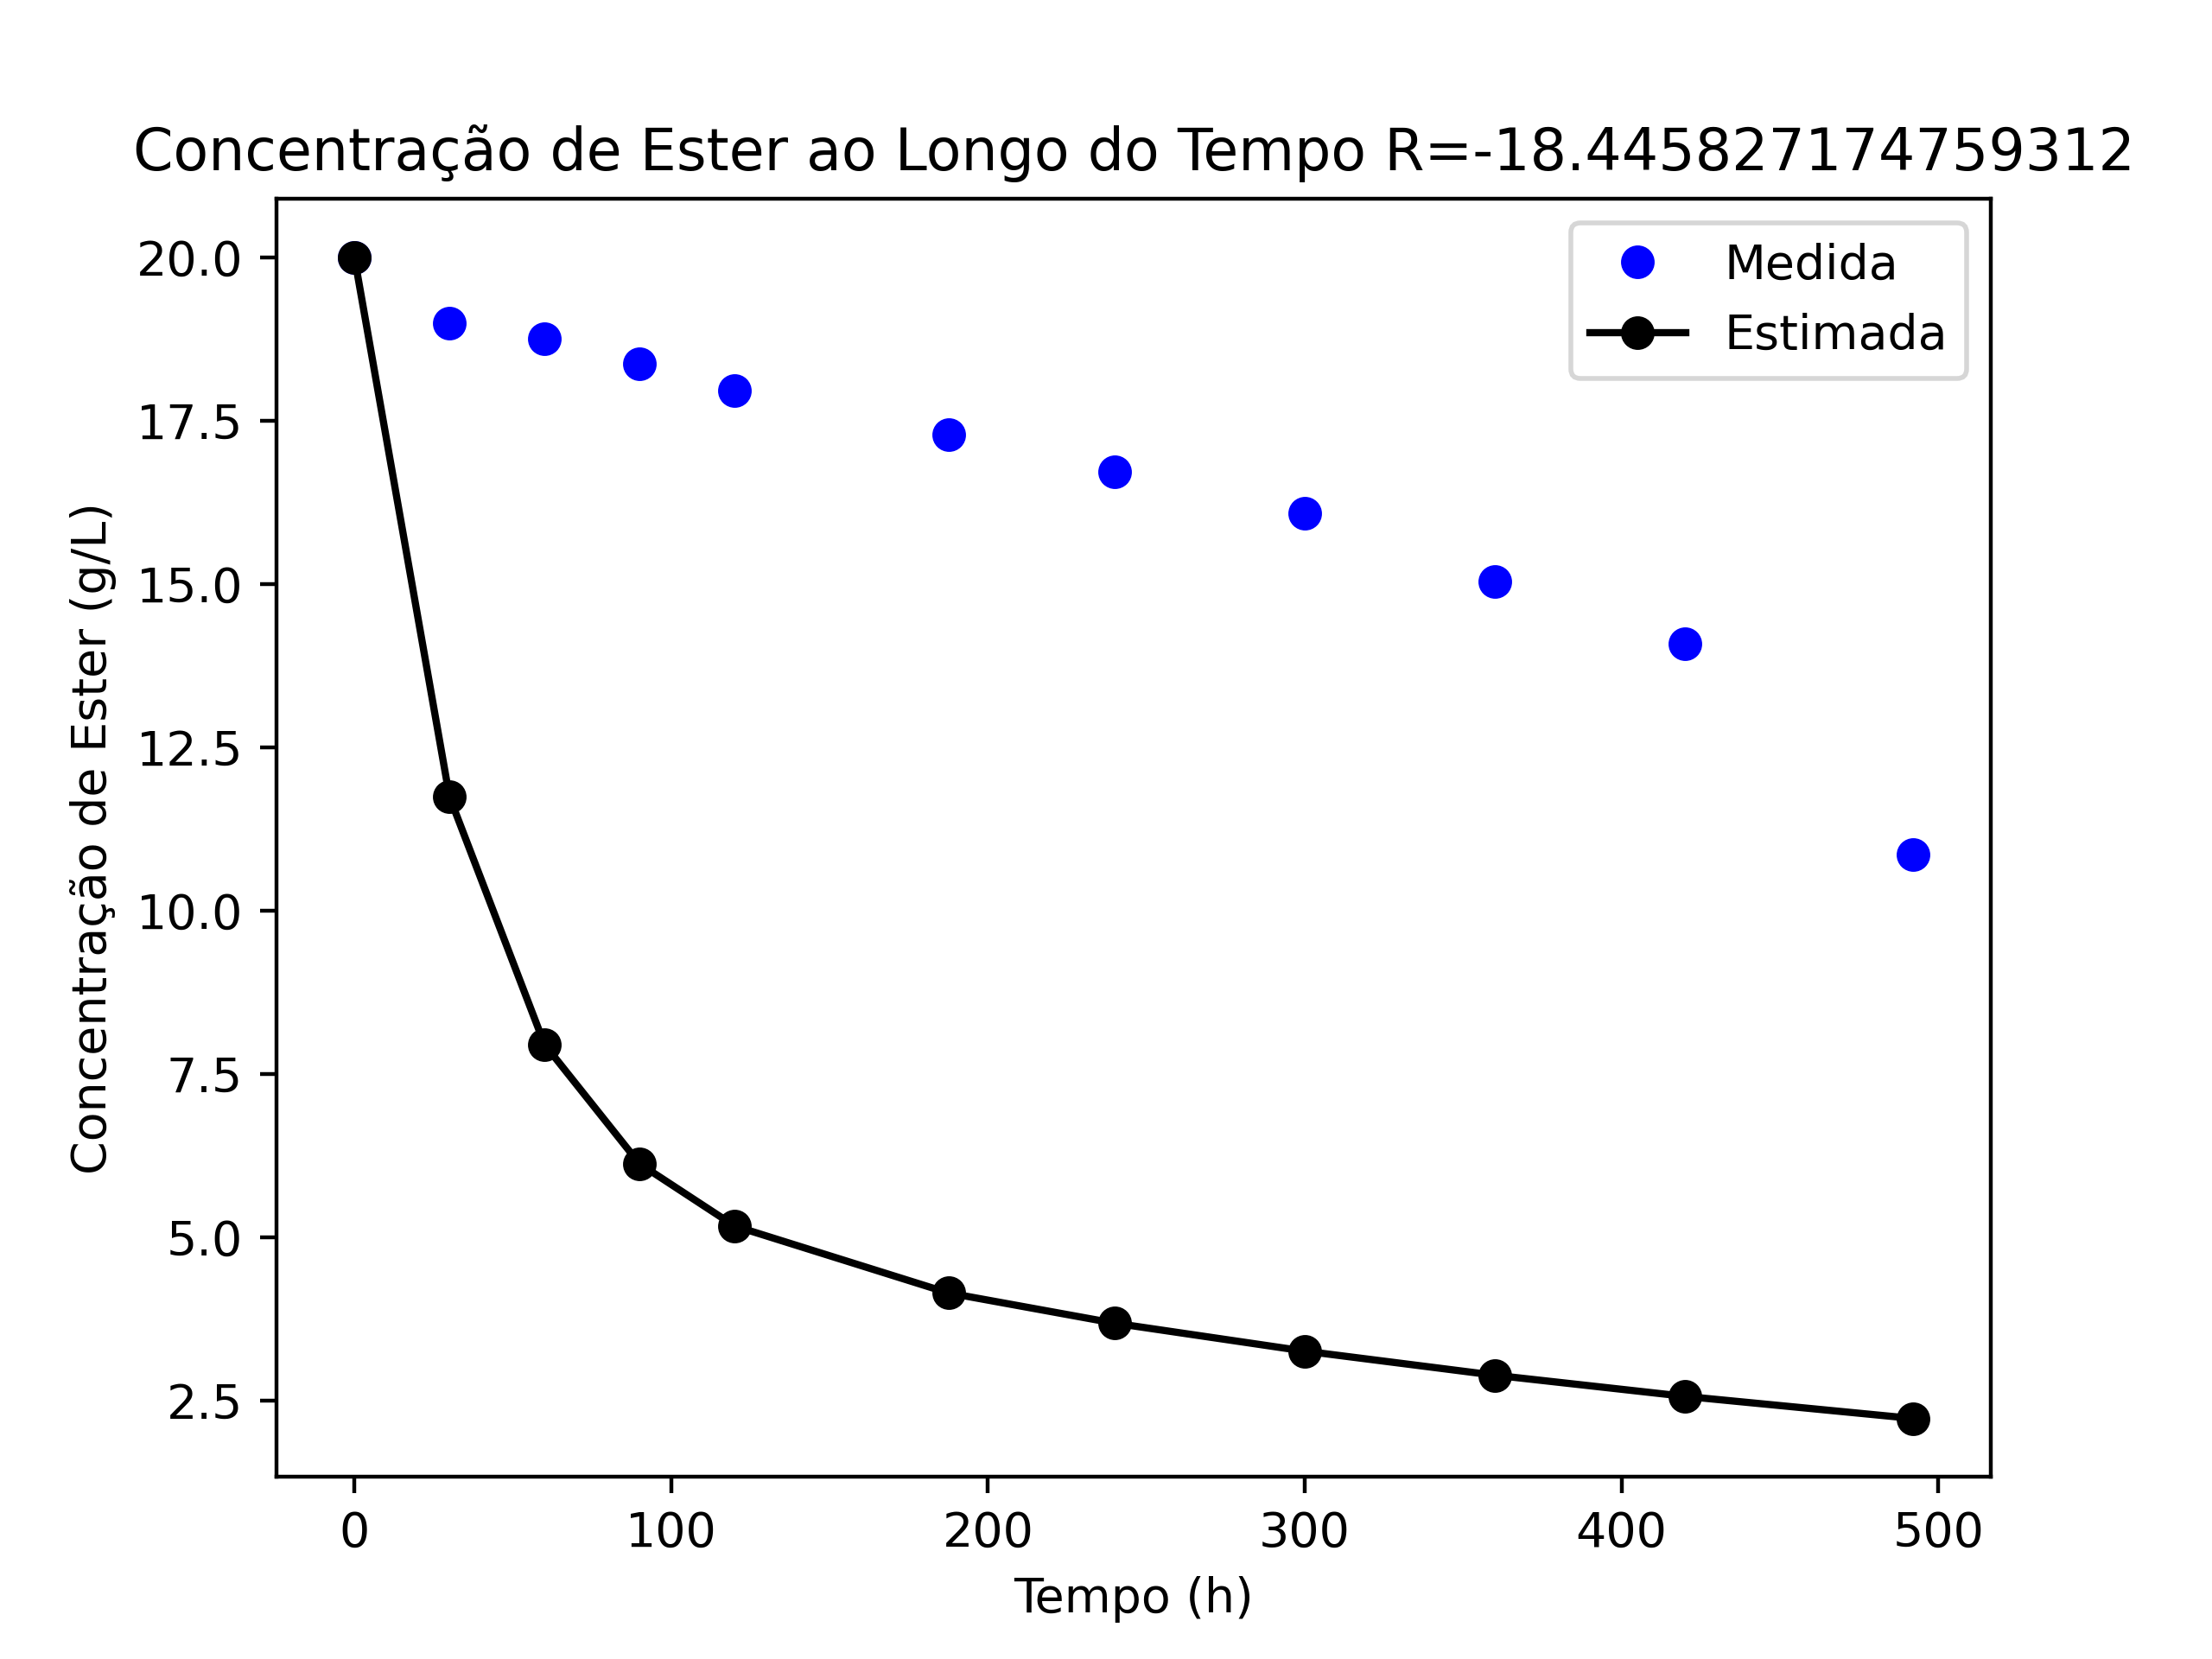 Concentração de Ester ao Longo do Tempo R=-18.445827174759312
Medida
Estimada
Concentração de Ester (g/L)
20.0
17.5
15.0
12.5
10.0
7.5
5.0
2.5
0 100 200 300 400 500
Tempo (h)